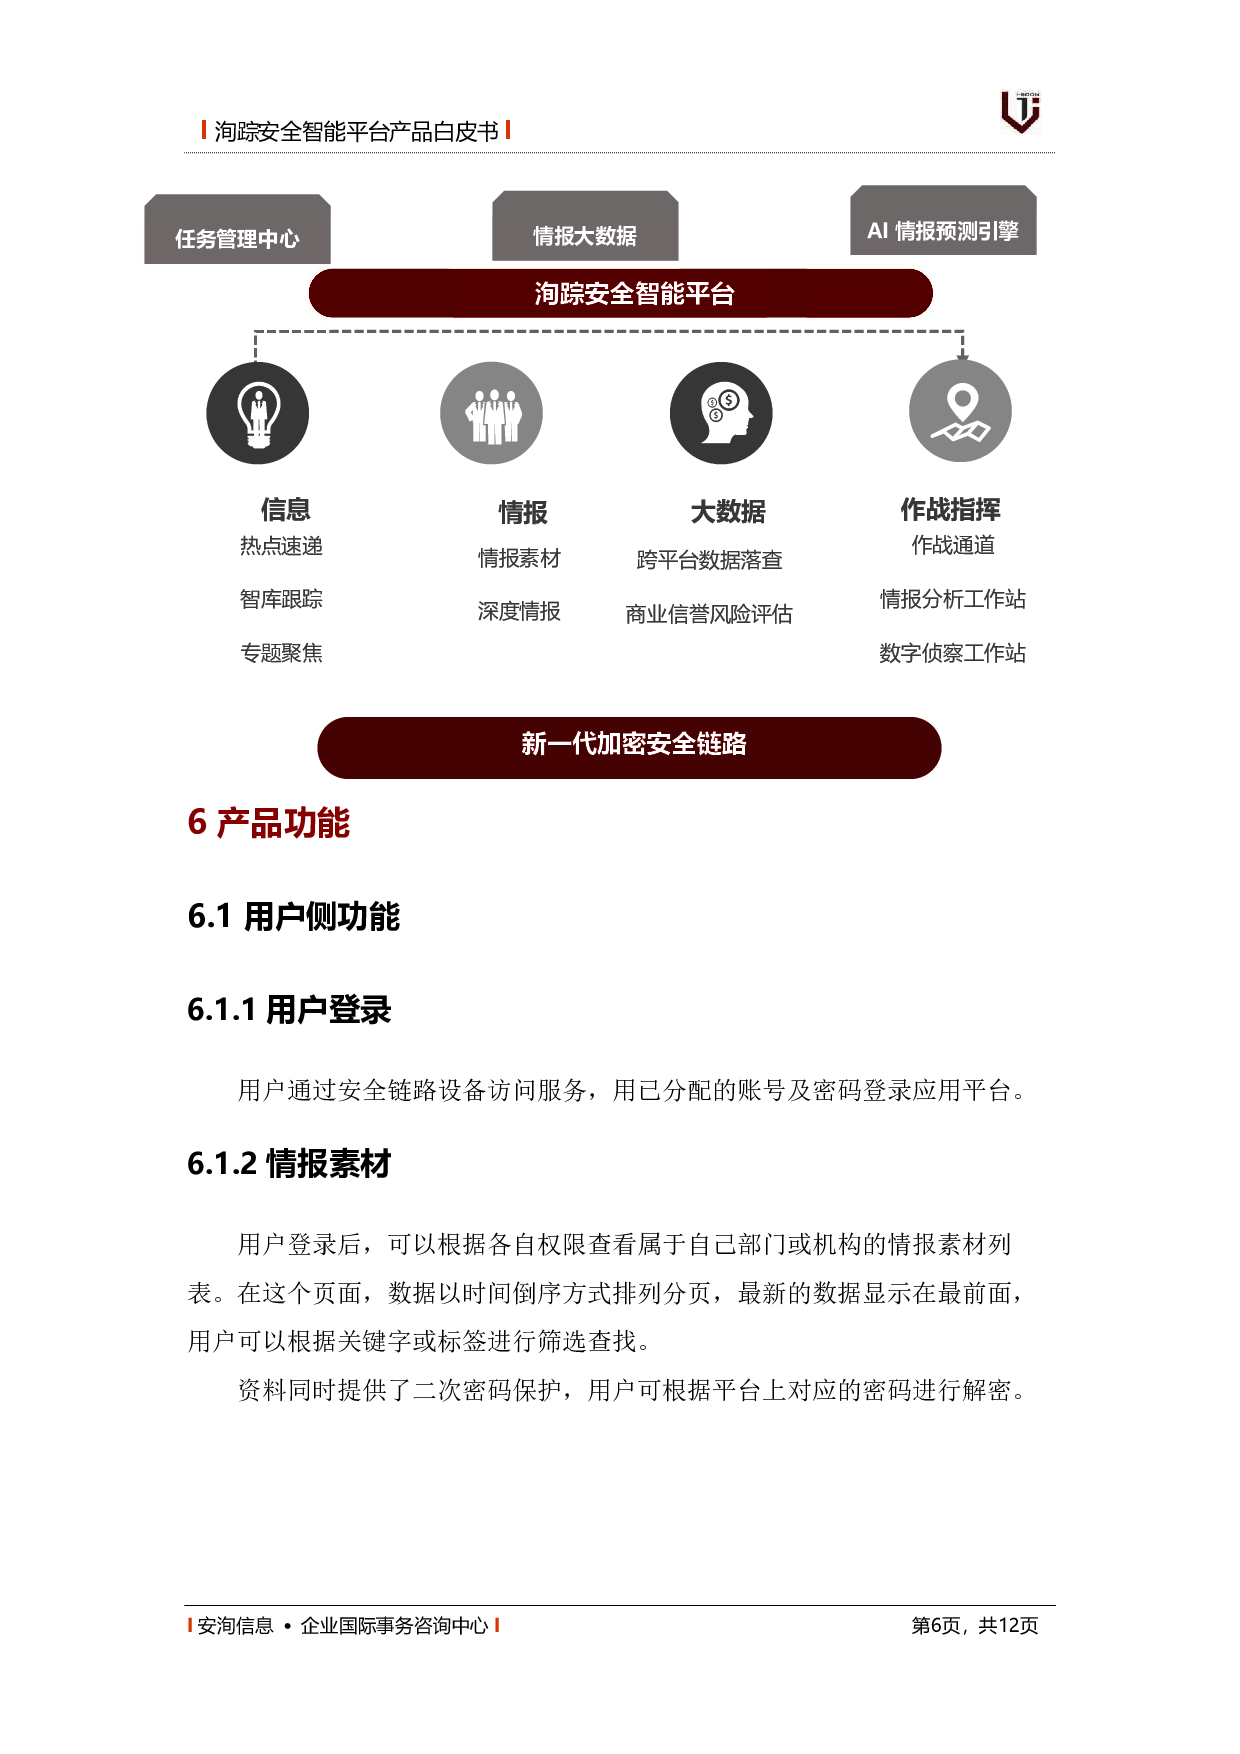 洵踪安全智能平台产品白皮书
i-SOON
任务管理中心
情报大数据
AI 情报预测引擎
洵踪安全智能平台
信息
情报
大数据
作战指挥
热点速递
情报素材
跨平台数据落查
作战通道
智库跟踪
深度情报
商业信誉风险评估
情报分析工作站
专题聚焦
数字侦察工作站
新一代加密安全链路
6 产品功能
6.1 用户侧功能
6.1.1 用户登录
用户通过安全链路设备访问服务，用已分配的账号及密码登录应用平台。
6.1.2 情报素材
用户登录后，可以根据各自权限查看属于自己部门或机构的情报素材列
表。在这个页面，数据以时间倒序方式排列分页，最新的数据显示在最前面，
用户可以根据关键字或标签进行筛选查找。
资料同时提供了二次密码保护，用户可根据平台上对应的密码进行解密。
安洵信息 • 企业国际事务咨询中心
第6页，共12页